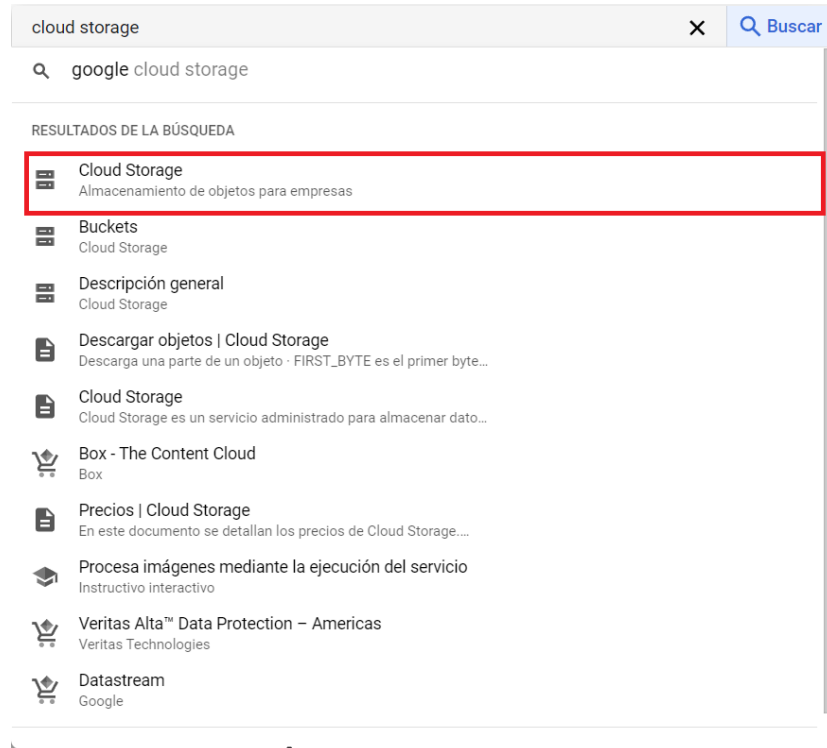 cloud storage
Buscar
google cloud storage
RESULTADOS DE LA BÚSQUEDA
Cloud Storage
Almacenamiento de objetos para empresas
Buckets
Cloud Storage
Descripción general
Cloud Storage
Descargar objetos | Cloud Storage
Descarga una parte de un objeto · FIRST_BYTE es el primer byte...
Cloud Storage
Cloud Storage es un servicio administrado para almacenar dato...
Box - The Content Cloud
Box
Precios | Cloud Storage
En este documento se detallan los precios de Cloud Storage....
Procesa imágenes mediante la ejecución del servicio
Instructivo interactivo
Veritas Alta™ Data Protection – Americas
Veritas Technologies
Datastream
Google